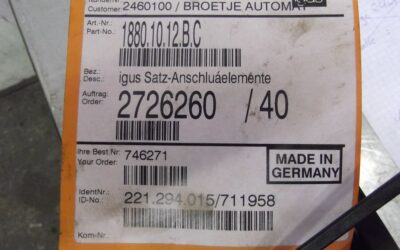 Customer 2460100 / BROETJE AUTOMAT
igus
Art.-Nr.:
Part-No.: 1880.10.12.B.C
Bez.:
Desc.: igus Satz-Anschluáelemente
Auftrag:
Order: 2726260 /40
Ihre Best.Nr
Your Order: 746271
MADE IN
GERMANY
IdentNr.:
ID-No.: 221.294.015/711958
Kom-Nr.: